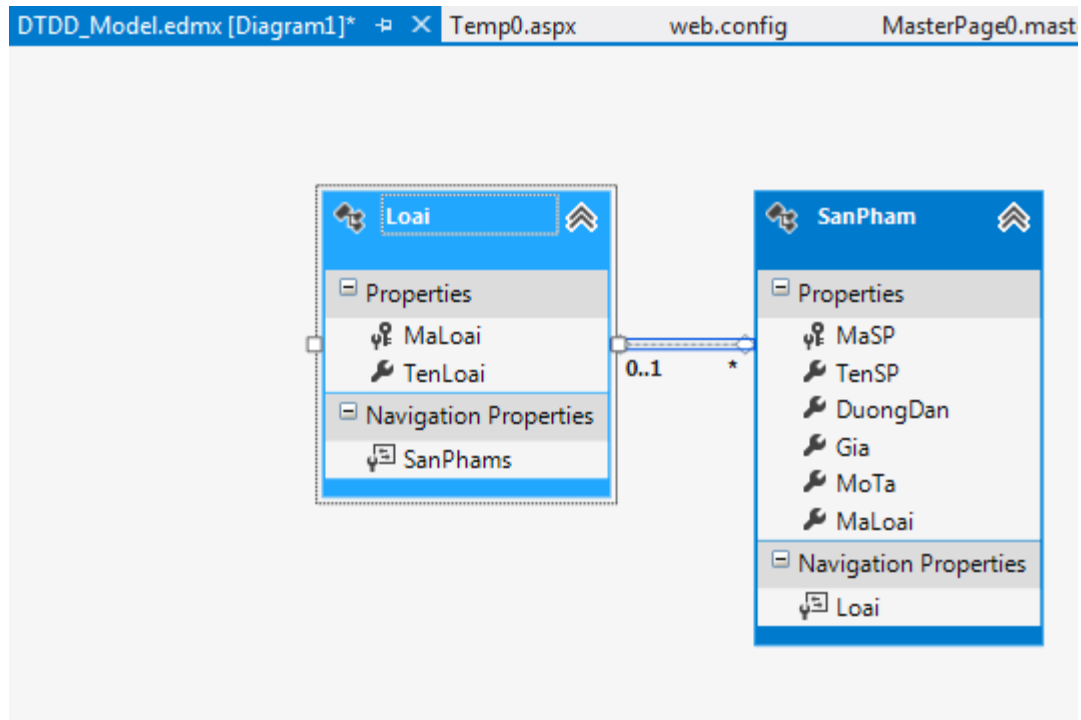 DTDD_Model.edmx [Diagram1]* Temp0.aspx web.config MasterPage0.mast
Loai
Properties
MaLoai
TenLoai
Navigation Properties
SanPhams
0..1 *
SanPham
Properties
MaSP
TenSP
DuongDan
Gia
MoTa
MaLoai
Navigation Properties
Loai